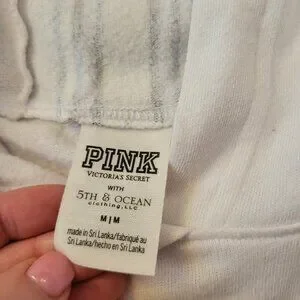 PINK
VICTORIA'S SECRET
WITH
5TH & OCEAN
clothing, LLC
M|M
made in Sri Lanka/fabriqué au
Sri Lanka/hecho en Sri Lanka